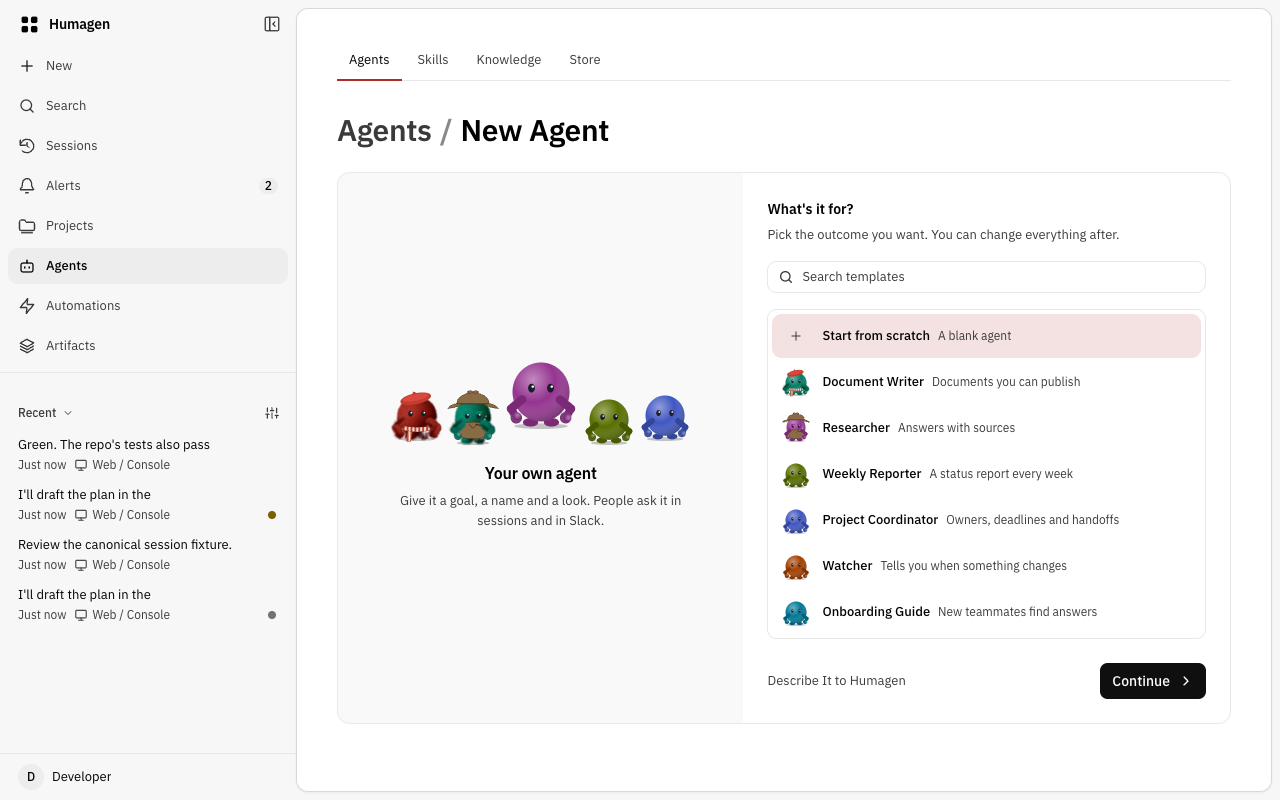 Humagen
New
Search
Sessions
Alerts
2
Projects
Agents
Automations
Artifacts
Recent
Green. The repo's tests also pass
Just now Web / Console
I'll draft the plan in the
Just now Web / Console
Review the canonical session fixture.
Just now Web / Console
I'll draft the plan in the
Just now Web / Console
D Developer
Agents Skills Knowledge Store
Agents / New Agent
Your own agent
Give it a goal, a name and a look. People ask it in
sessions and in Slack.
What's it for?
Pick the outcome you want. You can change everything after.
Search templates
Start from scratch A blank agent
Document Writer Documents you can publish
Researcher Answers with sources
Weekly Reporter A status report every week
Project Coordinator Owners, deadlines and handoffs
Watcher Tells you when something changes
Onboarding Guide New teammates find answers
Describe It to Humagen
Continue